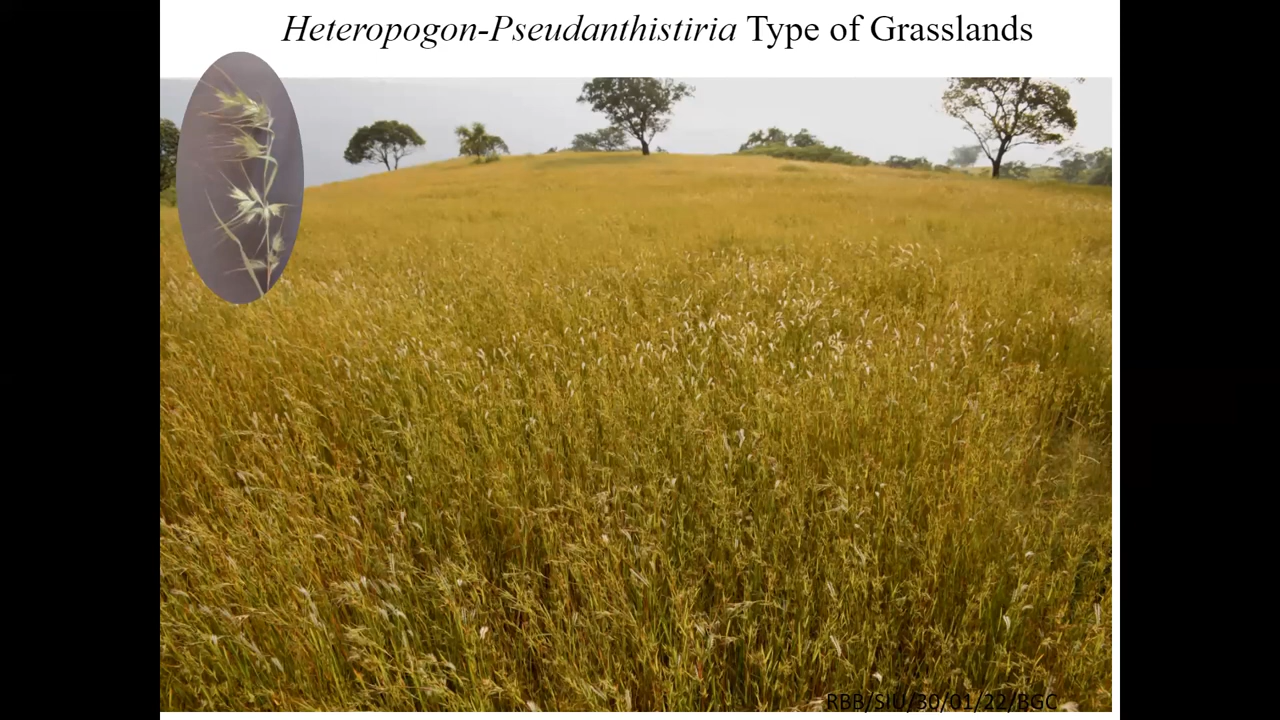 Heteropogon-Pseudanthistiria Type of Grasslands
RBB/SIU/30/01/22/BGC